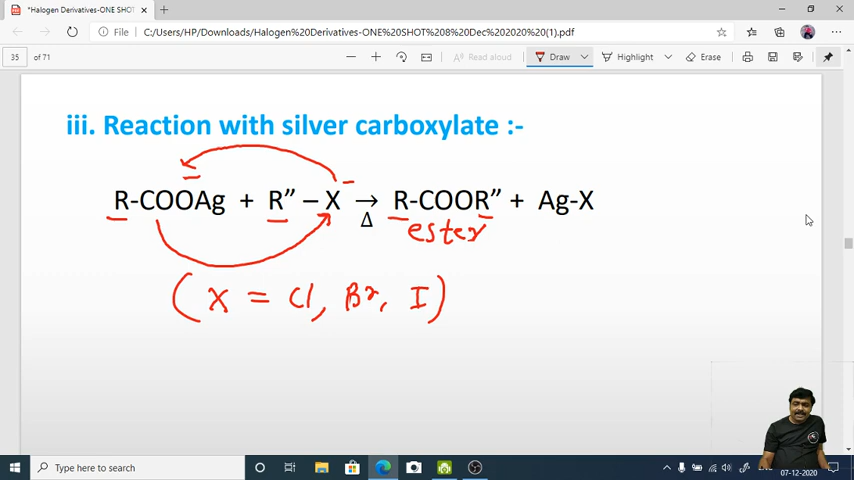 *Halogen Derivatives-ONE SHOT
File C:/Users/HP/Downloads/Halogen%20Derivatives-ONE%20SHOT%208%20Dec%202020%20(1).pdf
35 of 71
Read aloud
Draw
Highlight
Erase
iii. Reaction with silver carboxylate :-
R-COOAg + R” – X → R-COOR” + Ag-X
Δ
ester
(X = Cl, Br, I)
Type here to search
07-12-2020